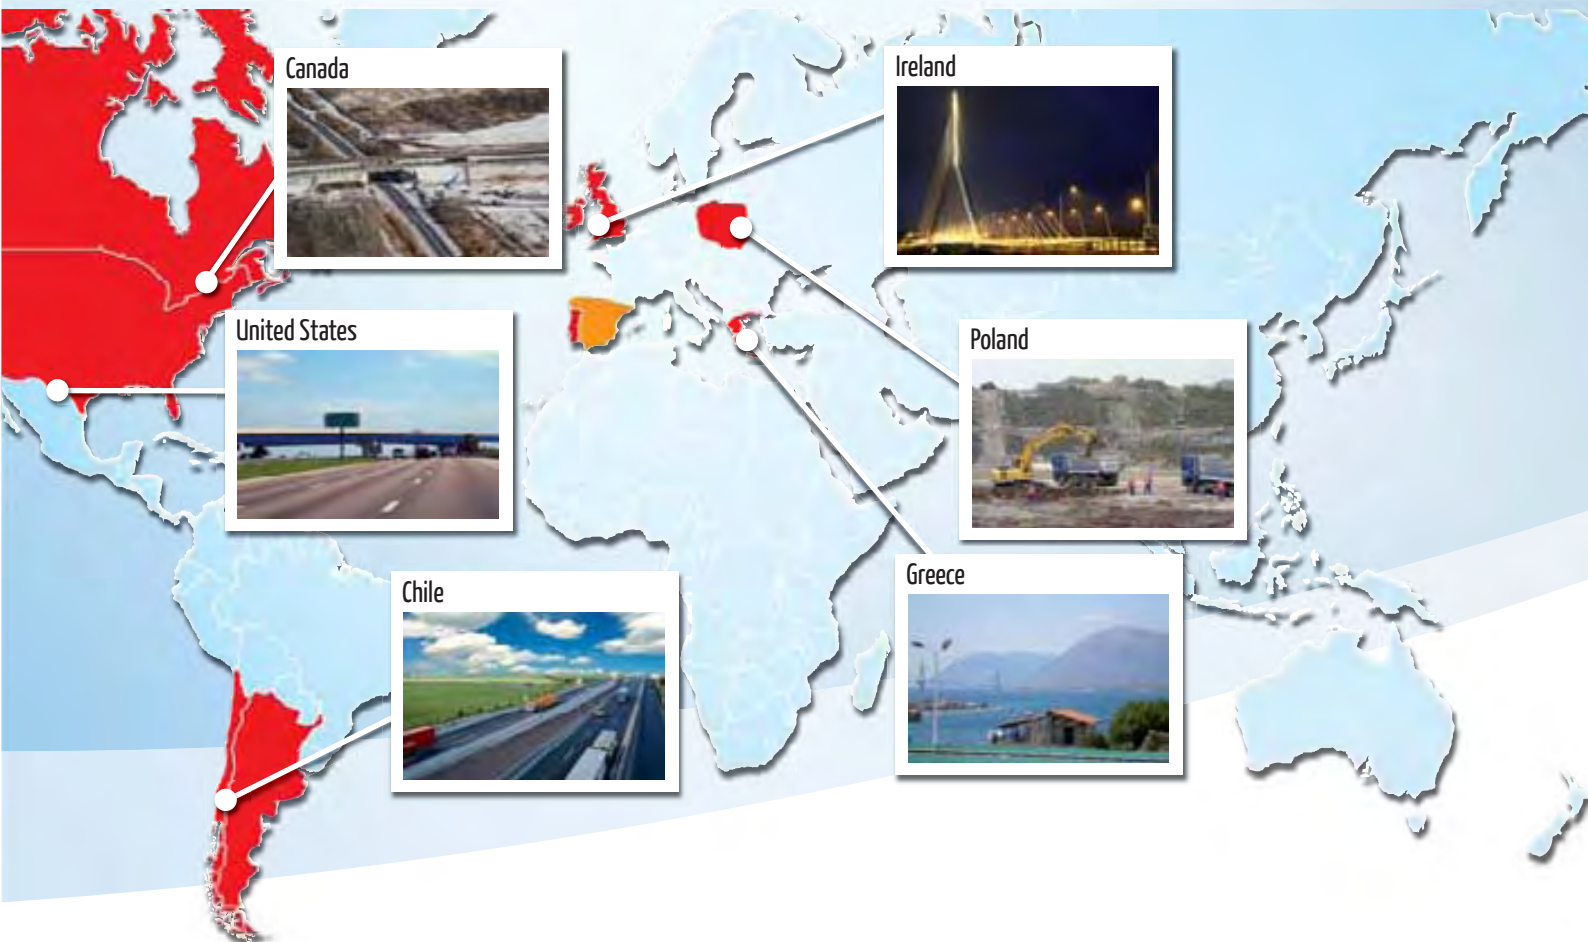 Canada
Ireland
United States
Poland
Chile
Greece